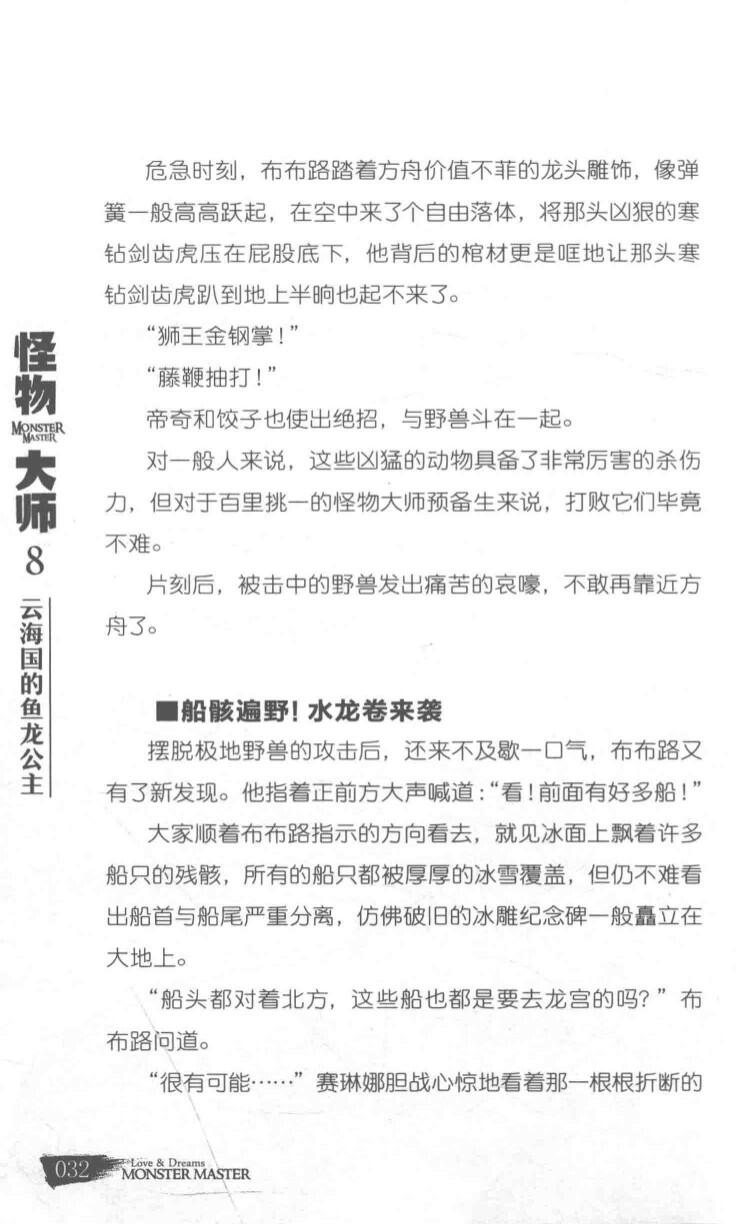 危急时刻，布布路踏着方舟价值不菲的龙头雕饰，像弹
簧一般高高跃起，在空中来了个自由落体，将那头凶狠的寒
钻剑齿虎压在屁股底下，他背后的棺材更是哐地让那头寒
钻剑齿虎趴到地上半晌也起不来了。
“狮王金钢掌！”
“藤鞭抽打！”
帝奇和饺子也使出绝招，与野兽斗在一起。
对一般人来说，这些凶猛的动物具备了非常厉害的杀伤
力，但对于百里挑一的怪物大师预备生来说，打败它们毕竟
不难。
片刻后，被击中的野兽发出痛苦的哀嚎，不敢再靠近方
舟了。
■船骸遍野！水龙卷来袭
摆脱极地野兽的攻击后，还来不及歇一口气，布布路又
有了新发现。他指着正前方大声喊道：“看！前面有好多船！”
大家顺着布布路指示的方向看去，就见冰面上飘着许多
船只的残骸，所有的船只都被厚厚的冰雪覆盖，但仍不难看
出船首与船尾严重分离，仿佛破旧的冰雕纪念碑一般矗立在
大地上。
“船头都对着北方，这些船也都是要去龙宫的吗？”布
布路问道。
“很有可能……”赛琳娜胆战心惊地看着那一根根折断的
怪物
MONSTER
MASTER
大师
8
云海国的鱼龙公主
032
Love & Dreams
MONSTER MASTER